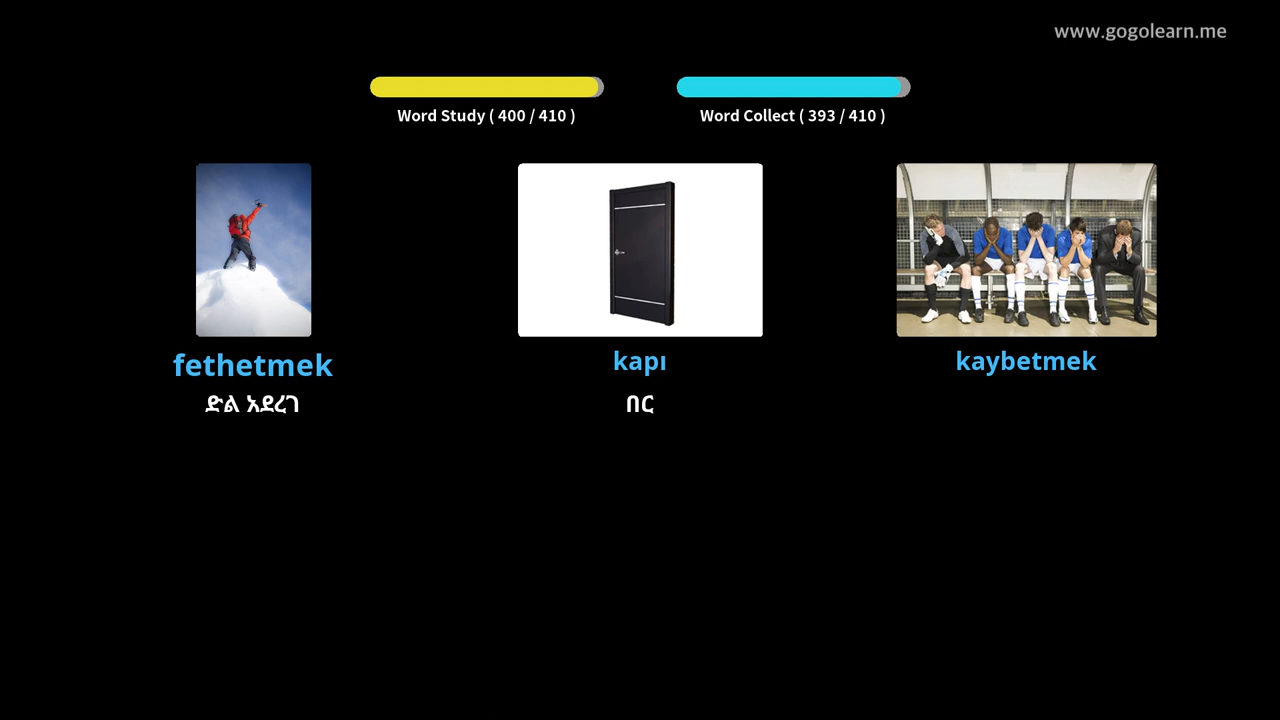 www.gogolearn.me
Word Study ( 400 / 410 )
Word Collect ( 393 / 410 )
fethetmek
kapı
kaybetmek
ድል አደረገ
በር